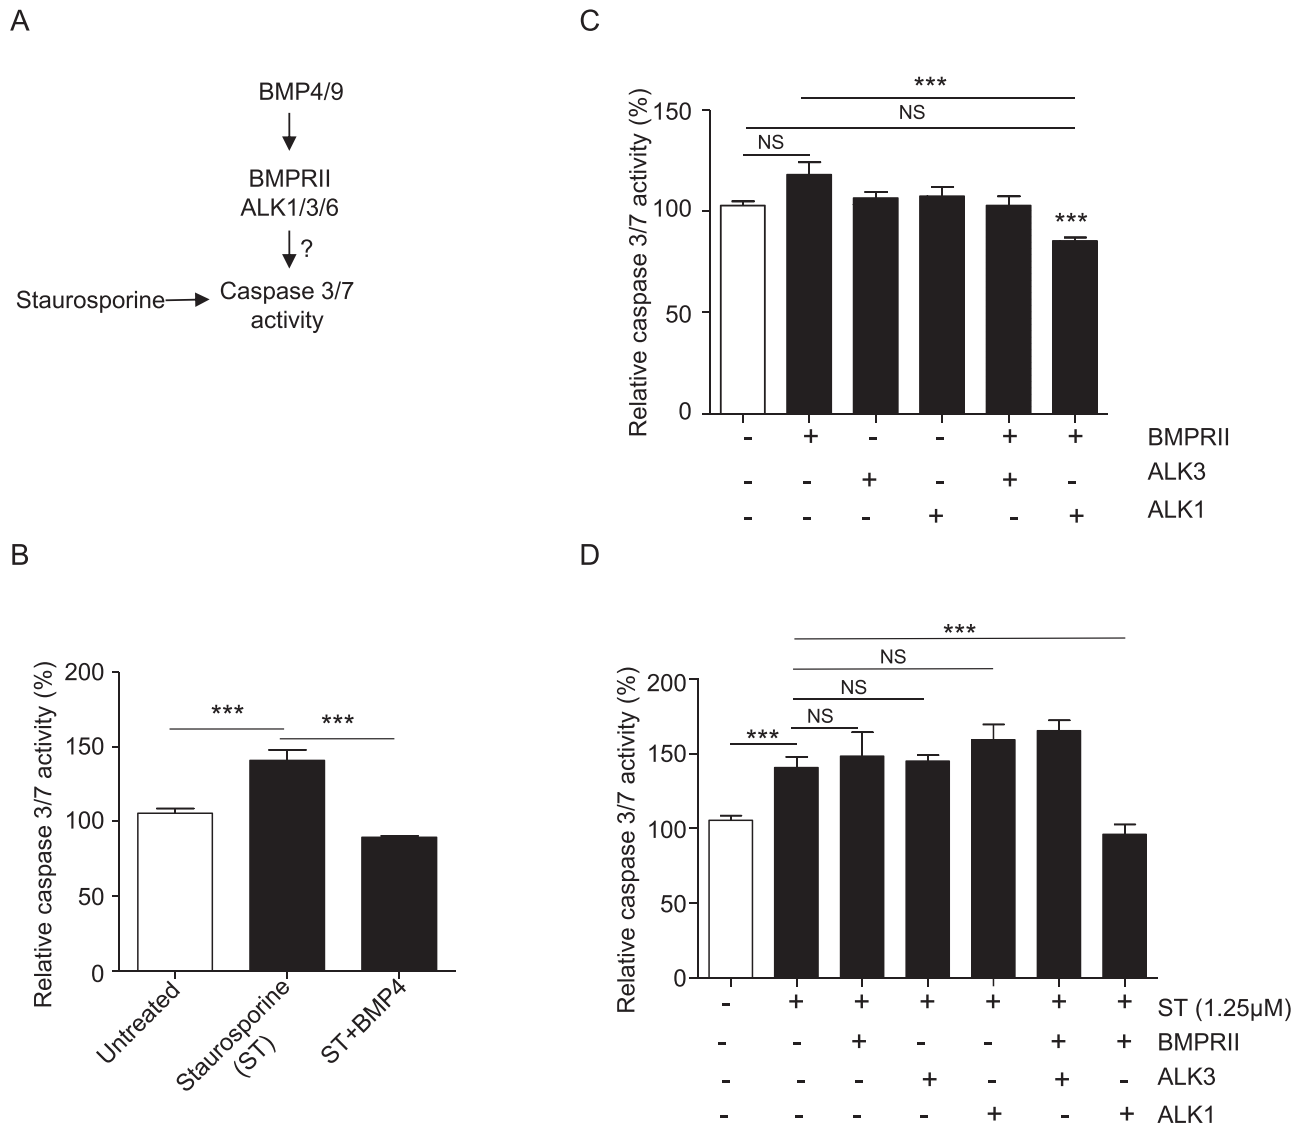 A
BMP4/9
BMPRII
ALK1/3/6
?
Staurosporine
Caspase 3/7
activity
B
Relative caspase 3/7 activity (%)
200
150
100
50
0
***
***
Untreated
Staurosporine
(ST)
ST+BMP4
C
Relative caspase 3/7 activity (%)
150
100
50
0
***
NS
NS
***
- + - - + + BMPRII
- - + - + - ALK3
- - - + - + ALK1
D
Relative caspase 3/7 activity (%)
200
150
100
50
0
***
NS
NS
NS
***
- + + + + + + ST (1.25µM)
- - + - - + + BMPRII
- - - + - + - ALK3
- - - - + - + ALK1